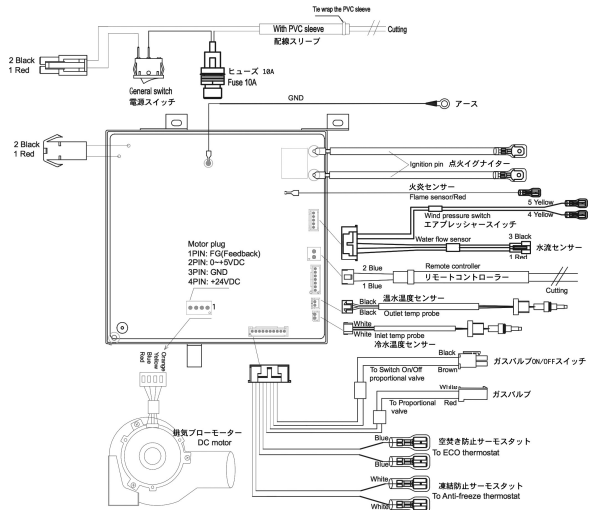 Tie wrap the PVC sleeve
With PVC sleeve
Cutting
配線スリーブ
2 Black
1 Red
General switch
電源スイッチ
ヒューズ 10A
Fuse 10A
GND
アース
2 Black
1 Red
Ignition pin 点火イグナイター
火炎センサー
Flame sensor/Red
5 Yellow
Wind pressure switch
4 Yellow
エアプレッシャースイッチ
3 Black
Water flow sensor
水流センサー
1 Red
Motor plug
1PIN: FG(Feedback)
2PIN: 0~+5VDC
3PIN: GND
4PIN: +24VDC
1
2 Blue
Remote controller
リモートコントローラー
1 Blue
Cutting
温水温度センサー
Black
Black
Outlet temp probe
White
White
Inlet temp probe
冷水温度センサー
Orange
Yellow
Blue
Red
Black
ガスバルブON/OFFスイッチ
To Switch On/Off
proportional valve
Brown
White
ガスバルブ
To Proportional
valve
Red
排気ブローモーター
DC motor
Blue
空焚き防止サーモスタット
To ECO thermostat
Blue
White
凍結防止サーモスタット
To Anti-freeze thermostat
White